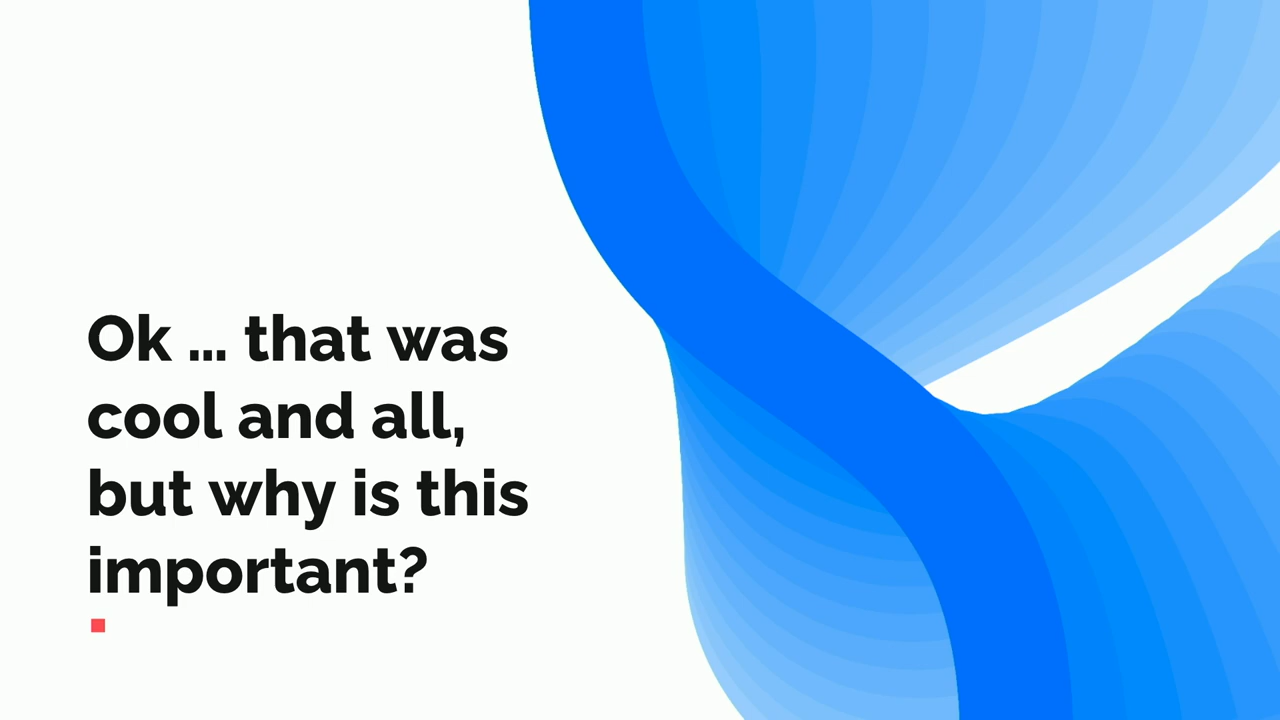 Ok ... that was
cool and all,
but why is this
important?